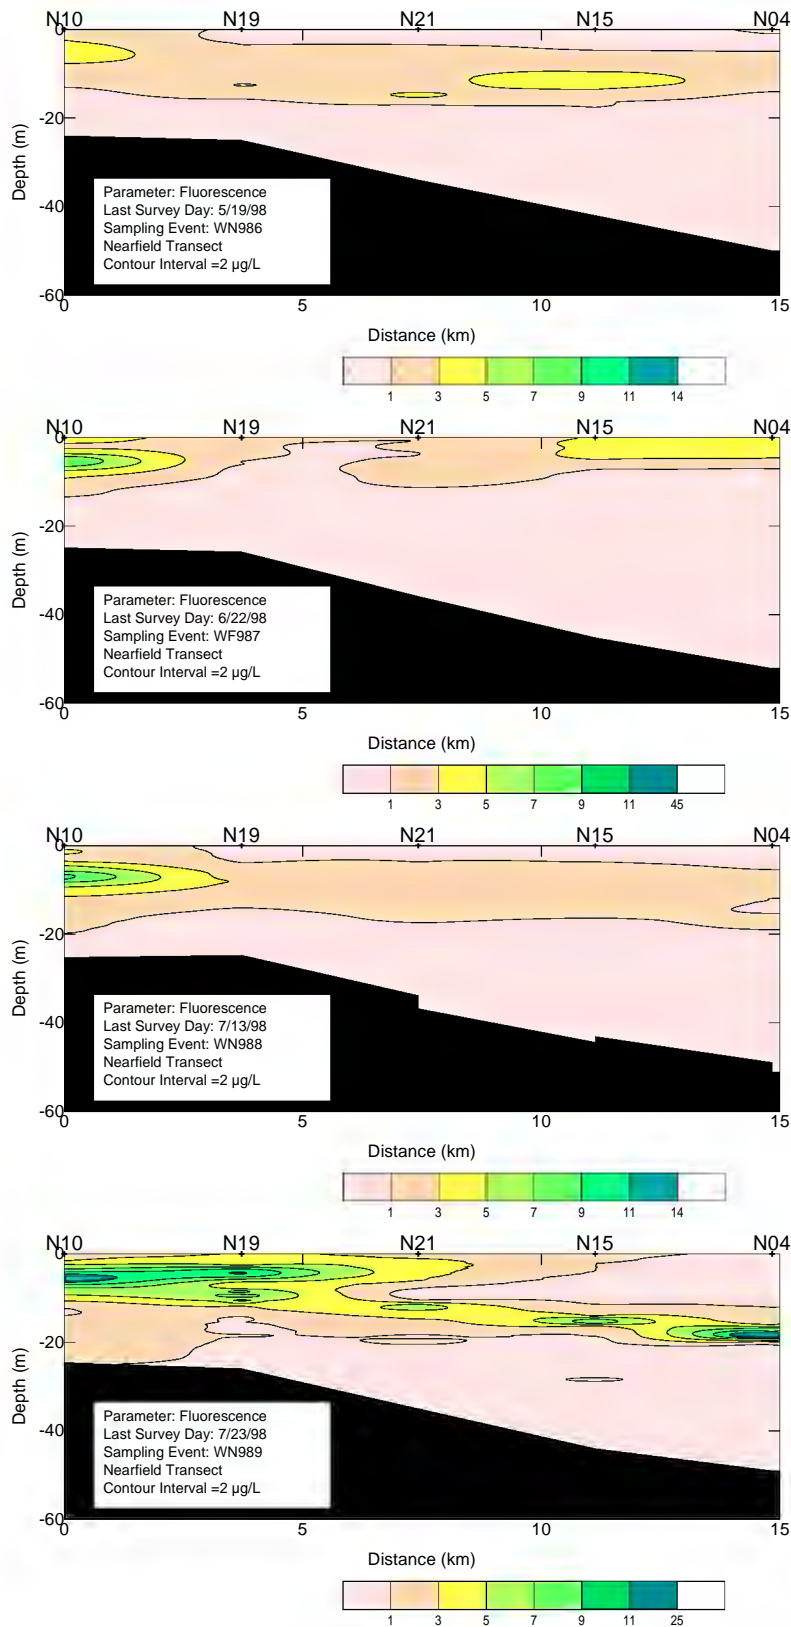 N10 N19 N21 N15 N04
0
-20
-40
-60
Depth (m)
Parameter: Fluorescence
Last Survey Day: 5/19/98
Sampling Event: WN986
Nearfield Transect
Contour Interval =2 µg/L
0 5 10 15
Distance (km)
1 3 5 7 9 11 14
N10 N19 N21 N15 N04
0
-20
-40
-60
Depth (m)
Parameter: Fluorescence
Last Survey Day: 6/22/98
Sampling Event: WF987
Nearfield Transect
Contour Interval =2 µg/L
0 5 10 15
Distance (km)
1 3 5 7 9 11 45
N10 N19 N21 N15 N04
0
-20
-40
-60
Depth (m)
Parameter: Fluorescence
Last Survey Day: 7/13/98
Sampling Event: WN988
Nearfield Transect
Contour Interval =2 µg/L
0 5 10 15
Distance (km)
1 3 5 7 9 11 14
N10 N19 N21 N15 N04
0
-20
-40
-60
Depth (m)
Parameter: Fluorescence
Last Survey Day: 7/23/98
Sampling Event: WN989
Nearfield Transect
Contour Interval =2 µg/L
0 5 10 15
Distance (km)
1 3 5 7 9 11 25